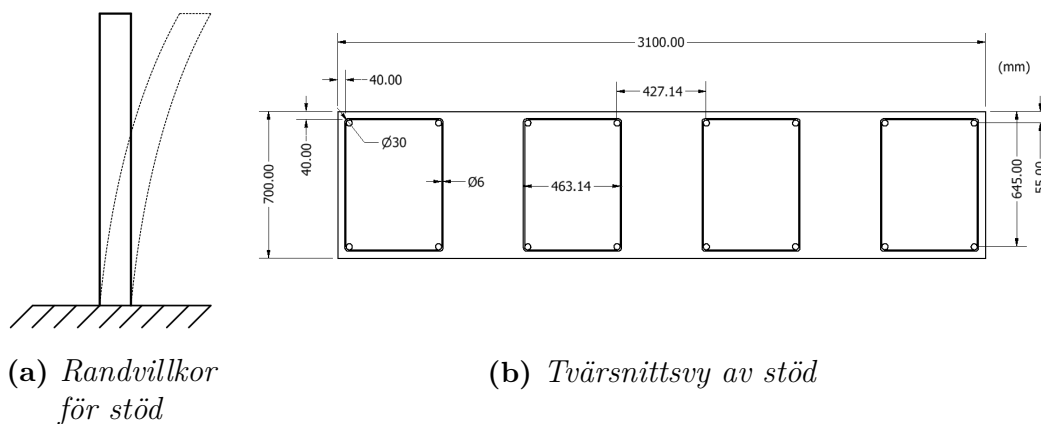 3100.00
(mm)
40.00
427.14
Ø30
40.00
700.00
Ø6
463.14
645.00
55.00
(a) Randvillkor
för stöd
(b) Tvärsnittsvy av stöd